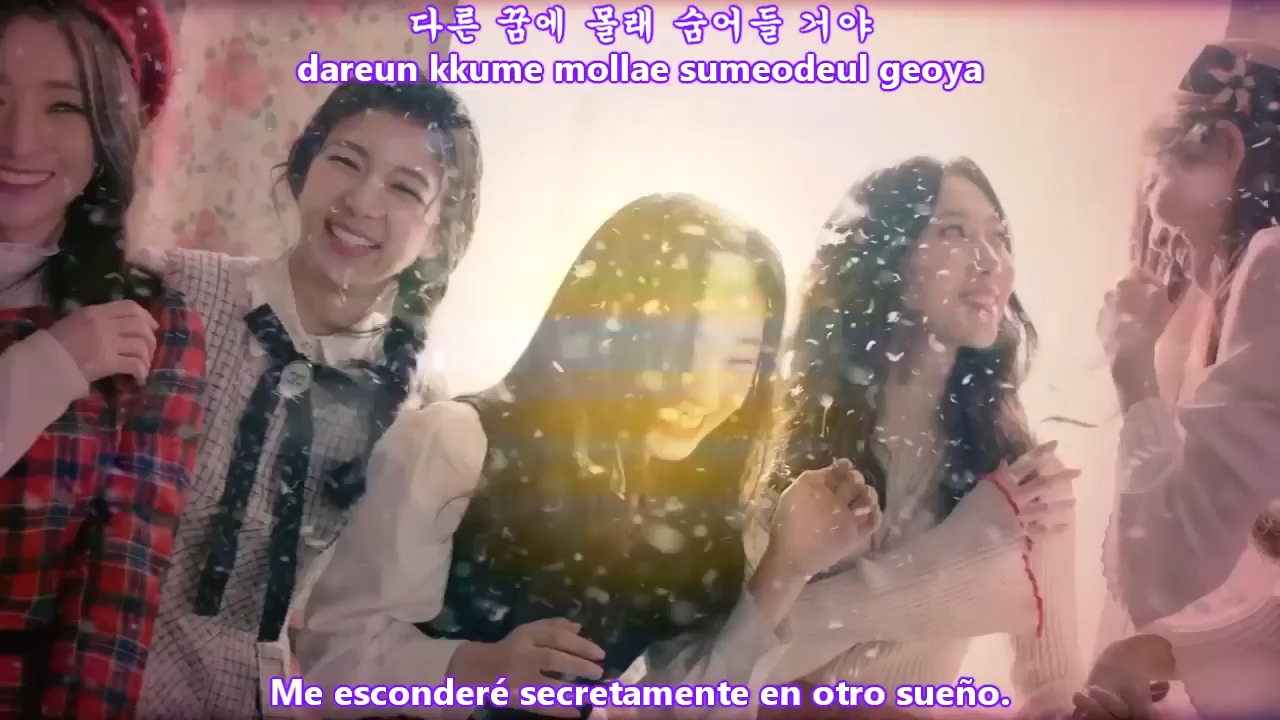 다른 꿈에 몰래 숨어들 거야
dareun kkume mollae sumeodeul geoya
Me esconderé secretamente en otro sueño.